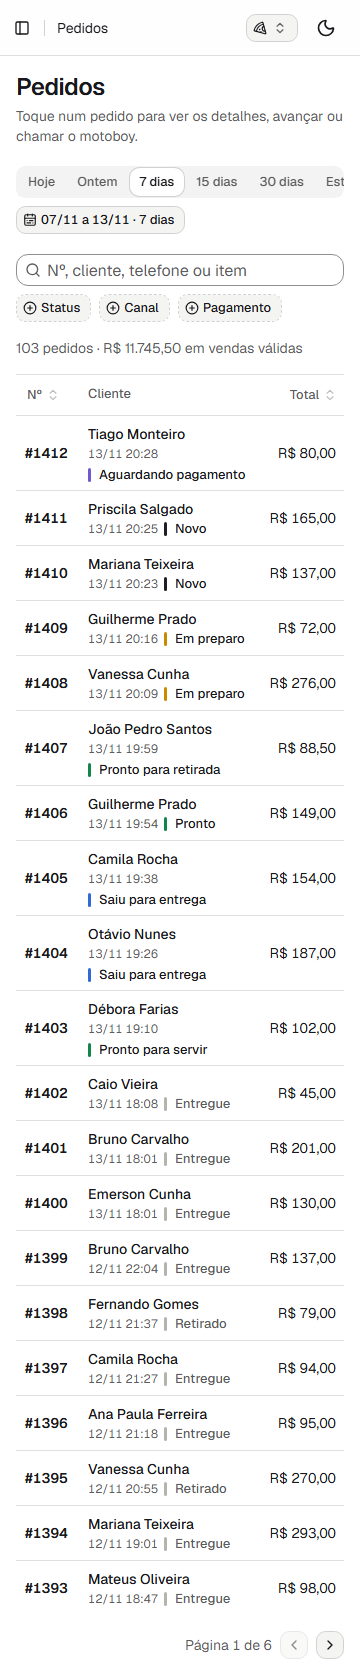 Pedidos
Pedidos
Toque num pedido para ver os detalhes, avançar ou
chamar o motoboy.
Hoje Ontem 7 dias 15 dias 30 dias Est
07/11 a 13/11 · 7 dias
Nº, cliente, telefone ou item
Status Canal Pagamento
103 pedidos · R$ 11.745,50 em vendas válidas
Nº Cliente Total
Tiago Monteiro
#1412 13/11 20:28 R$ 80,00
Aguardando pagamento
Priscila Salgado
#1411 13/11 20:25 Novo R$ 165,00
Mariana Teixeira
#1410 13/11 20:23 Novo R$ 137,00
Guilherme Prado
#1409 13/11 20:16 Em preparo R$ 72,00
Vanessa Cunha
#1408 13/11 20:09 Em preparo R$ 276,00
João Pedro Santos
#1407 13/11 19:59 R$ 88,50
Pronto para retirada
Guilherme Prado
#1406 13/11 19:54 Pronto R$ 149,00
Camila Rocha
#1405 13/11 19:38 R$ 154,00
Saiu para entrega
Otávio Nunes
#1404 13/11 19:26 R$ 187,00
Saiu para entrega
Débora Farias
#1403 13/11 19:10 R$ 102,00
Pronto para servir
Caio Vieira
#1402 13/11 18:08 Entregue R$ 45,00
Bruno Carvalho
#1401 13/11 18:01 Entregue R$ 201,00
Emerson Cunha
#1400 13/11 18:01 Entregue R$ 130,00
Bruno Carvalho
#1399 12/11 22:04 Entregue R$ 137,00
Fernando Gomes
#1398 12/11 21:37 Retirado R$ 79,00
Camila Rocha
#1397 12/11 21:27 Entregue R$ 94,00
Ana Paula Ferreira
#1396 12/11 21:18 Entregue R$ 95,00
Vanessa Cunha
#1395 12/11 20:55 Retirado R$ 270,00
Mariana Teixeira
#1394 12/11 19:01 Entregue R$ 293,00
Mateus Oliveira
#1393 12/11 18:47 Entregue R$ 98,00
Página 1 de 6